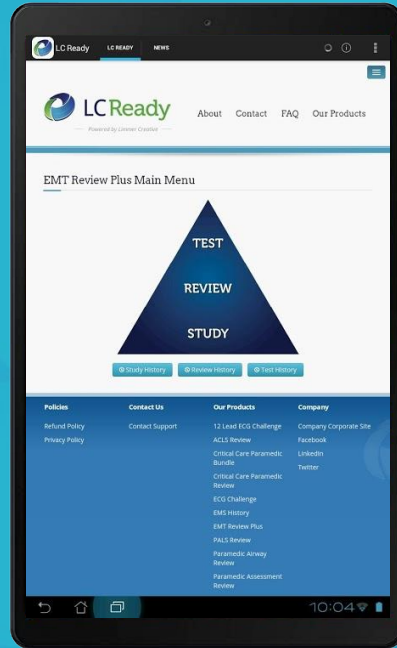 LC Ready LC READY NEWS
LCReady
Powered by Limmer Creative
About Contact FAQ Our Products
EMT Review Plus Main Menu
TEST
REVIEW
STUDY
Study History Review History Test History
Policies
Refund Policy
Privacy Policy
Contact Us
Contact Support
Our Products
12 Lead ECG Challenge
ACLS Review
Critical Care Paramedic
Bundle
Critical Care Paramedic
Review
ECG Challenge
EMS History
EMT Review Plus
PALS Review
Paramedic Airway
Review
Paramedic Assessment
Review
Company
Company Corporate Site
Facebook
LinkedIn
Twitter
10:04